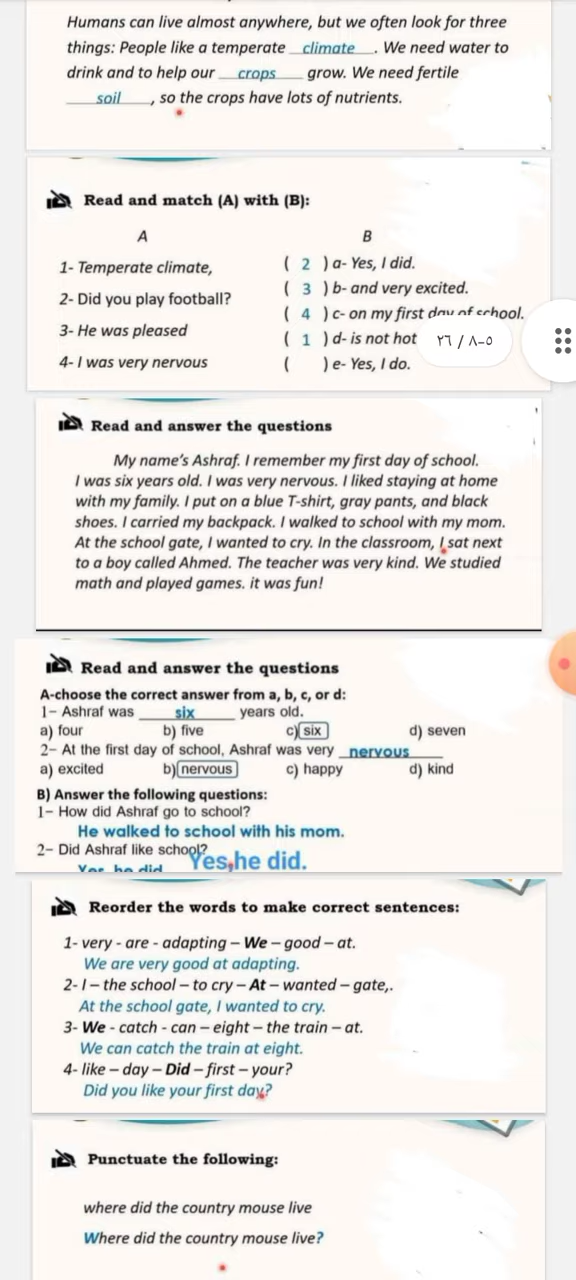 Humans can live almost anywhere, but we often look for three
things: People like a temperate __climate__. We need water to
drink and to help our __crops__ grow. We need fertile
__soil__, so the crops have lots of nutrients.
Read and match (A) with (B):
A B
1- Temperate climate, ( 2 ) a- Yes, I did.
2- Did you play football? ( 3 ) b- and very excited.
3- He was pleased ( 4 ) c- on my first day of school.
4- I was very nervous ( 1 ) d- is not hot
( ) e- Yes, I do.
٢٦ / ٨-٥
Read and answer the questions
My name's Ashraf. I remember my first day of school.
I was six years old. I was very nervous. I liked staying at home
with my family. I put on a blue T-shirt, gray pants, and black
shoes. I carried my backpack. I walked to school with my mom.
At the school gate, I wanted to cry. In the classroom, I sat next
to a boy called Ahmed. The teacher was very kind. We studied
math and played games. it was fun!
Read and answer the questions
A-choose the correct answer from a, b, c, or d:
1- Ashraf was __six__ years old.
a) four b) five c) six d) seven
2- At the first day of school, Ashraf was very __nervous__
a) excited b) nervous c) happy d) kind
B) Answer the following questions:
1- How did Ashraf go to school?
He walked to school with his mom.
2- Did Ashraf like school?
Yes,he did.
Yes, he did
Reorder the words to make correct sentences:
1- very - are - adapting – We – good – at.
We are very good at adapting.
2- I – the school – to cry – At – wanted – gate,.
At the school gate, I wanted to cry.
3- We - catch - can – eight – the train – at.
We can catch the train at eight.
4- like – day – Did – first – your?
Did you like your first day?
Punctuate the following:
where did the country mouse live
Where did the country mouse live?